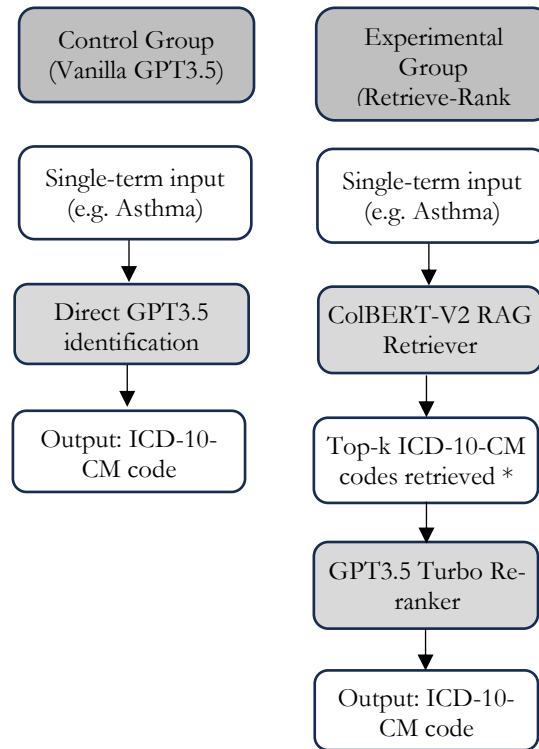 Control Group
(Vanilla GPT3.5)
Single-term input
(e.g. Asthma)
Direct GPT3.5
identification
Output: ICD-10-
CM code
Experimental
Group
(Retrieve-Rank
Single-term input
(e.g. Asthma)
ColBERT-V2 RAG
Retriever
Top-k ICD-10-CM
codes retrieved *
GPT3.5 Turbo Re-
ranker
Output: ICD-10-
CM code